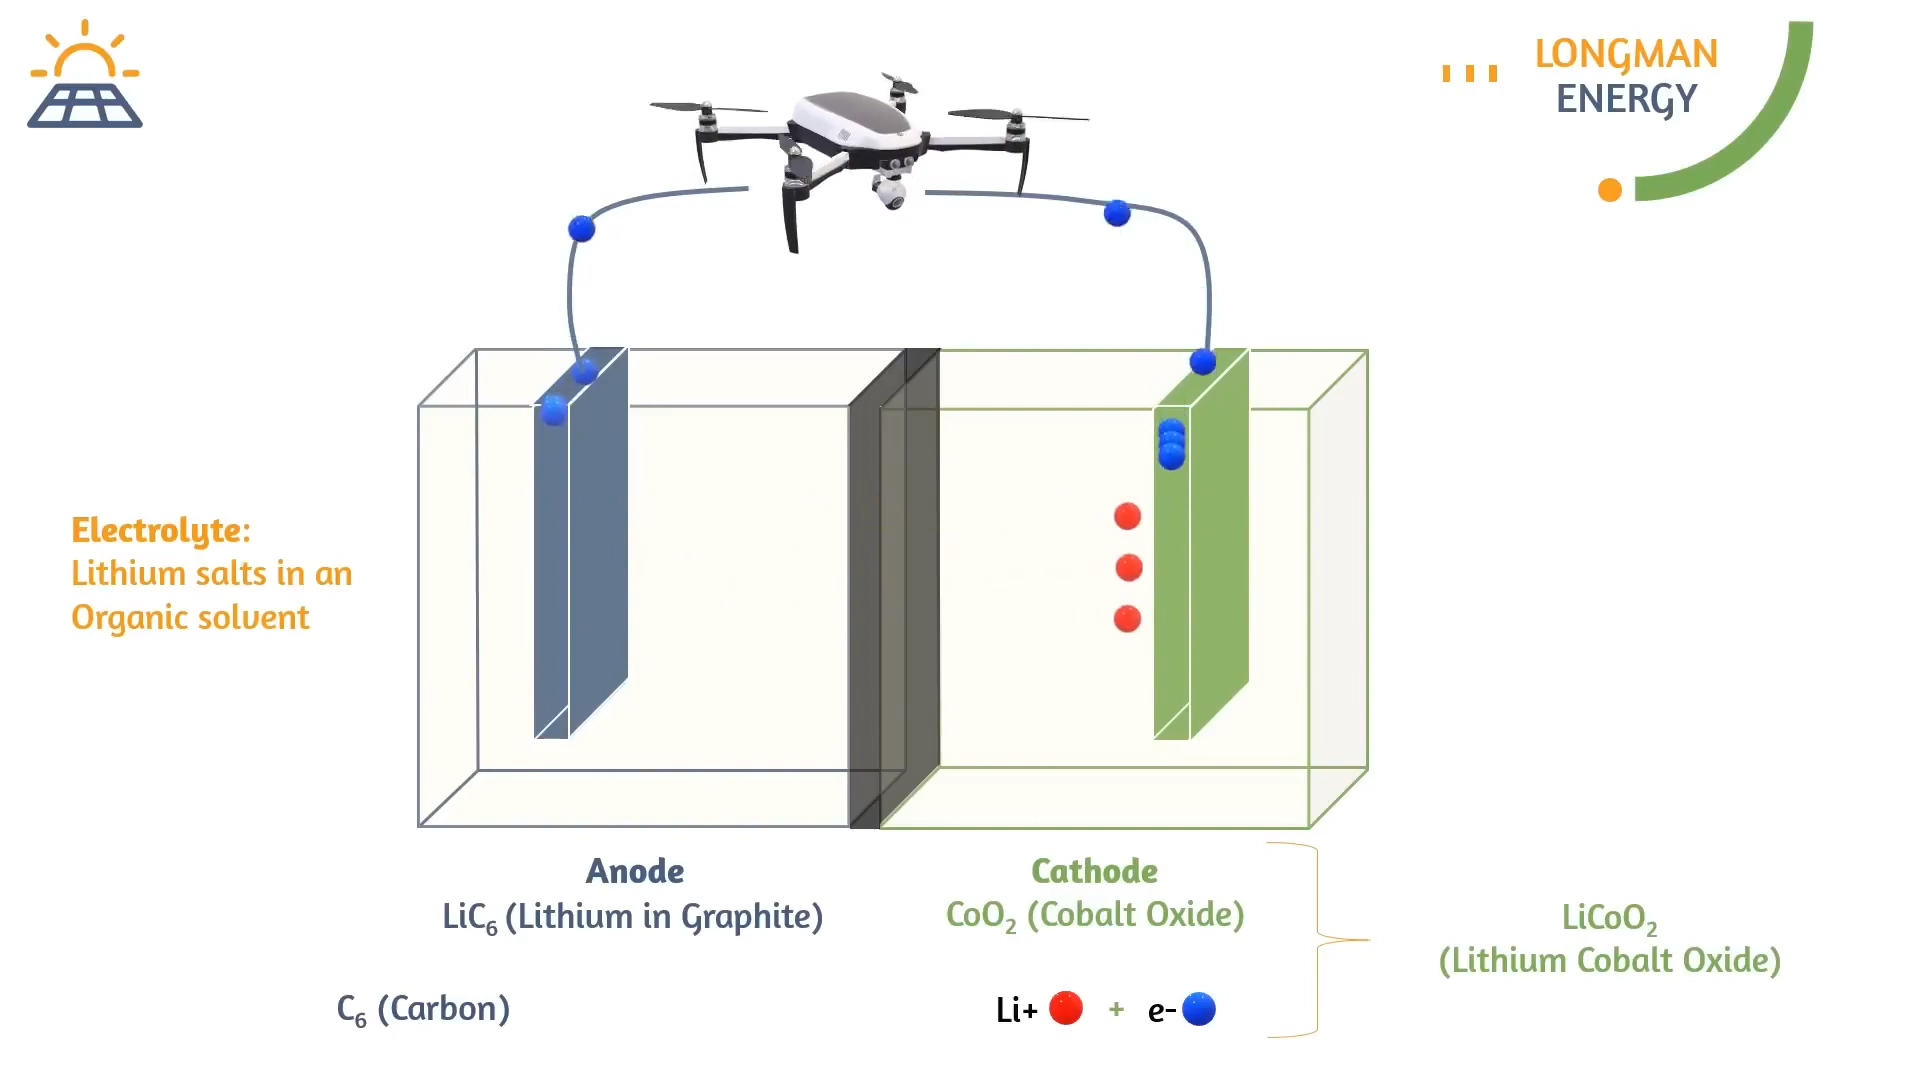 LONGMAN
ENERGY
Electrolyte:
Lithium salts in an
Organic solvent
Anode
LiC₆ (Lithium in Graphite)
Cathode
CoO₂ (Cobalt Oxide)
LiCoO₂
(Lithium Cobalt Oxide)
C₆ (Carbon)
Li+ + e-